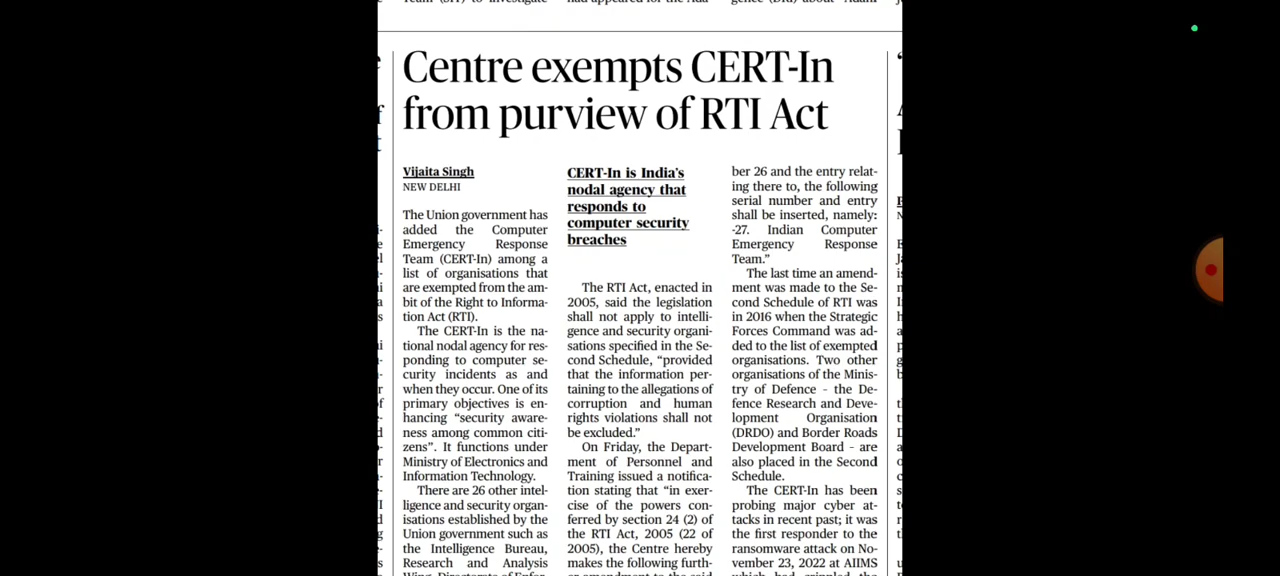 Centre exempts CERT-In
from purview of RTI Act
Vijaita Singh
NEW DELHI
The Union government has
added the Computer
Emergency Response
Team (CERT-In) among a
list of organisations that
are exempted from the am-
bit of the Right to Informa-
tion Act (RTI).
The CERT-In is the na-
tional nodal agency for res-
ponding to computer se-
curity incidents as and
when they occur. One of its
primary objectives is en-
hancing “security aware-
ness among common citi-
zens”. It functions under
Ministry of Electronics and
Information Technology.
There are 26 other intel-
ligence and security organ-
isations established by the
Union government such as
the Intelligence Bureau,
Research and Analysis
CERT-In is India’s
nodal agency that
responds to
computer security
breaches
The RTI Act, enacted in
2005, said the legislation
shall not apply to intelli-
gence and security organi-
sations specified in the Se-
cond Schedule, “provided
that the information per-
taining to the allegations of
corruption and human
rights violations shall not
be excluded.”
On Friday, the Depart-
ment of Personnel and
Training issued a notifica-
tion stating that “in exer-
cise of the powers con-
ferred by section 24 (2) of
the RTI Act, 2005 (22 of
2005), the Centre hereby
makes the following furth-
er amendment to the said
ber 26 and the entry relat-
ing there to, the following
serial number and entry
shall be inserted, namely:
-27. Indian Computer
Emergency Response
Team.”
The last time an amend-
ment was made to the Se-
cond Schedule of RTI was
in 2016 when the Strategic
Forces Command was ad-
ded to the list of exempted
organisations. Two other
organisations of the Minis-
try of Defence – the De-
fence Research and Deve-
lopment Organisation
(DRDO) and Border Roads
Development Board – are
also placed in the Second
Schedule.
The CERT-In has been
probing major cyber at-
tacks in recent past; it was
the first responder to the
ransomware attack on No-
vember 23, 2022 at AIIMS
which had crippled the